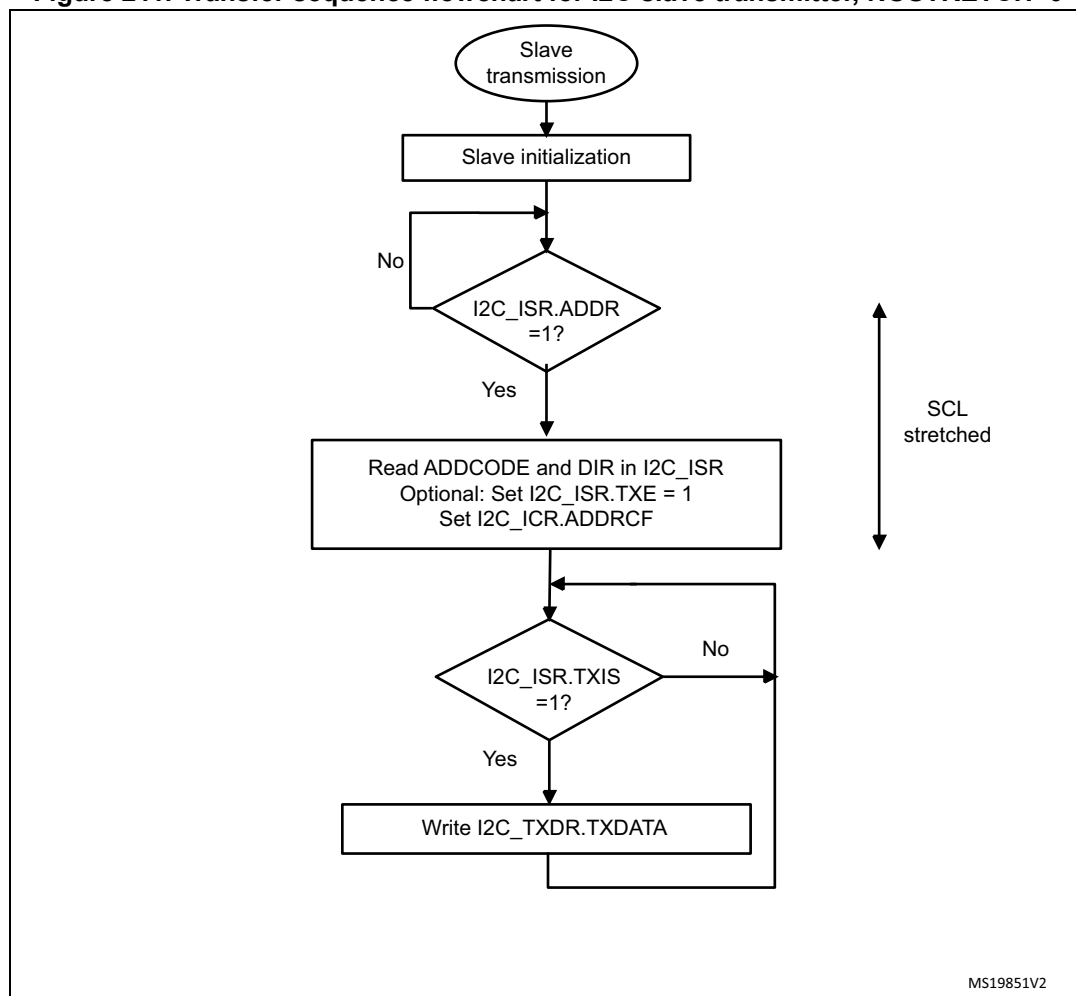 Slave
transmission
Slave initialization
No
I2C_ISR.ADDR
=1?
Yes
SCL
stretched
Read ADDCODE and DIR in I2C_ISR
Optional: Set I2C_ISR.TXE = 1
Set I2C_ICR.ADDRCF
No
I2C_ISR.TXIS
=1?
Yes
Write I2C_TXDR.TXDATA
MS19851V2